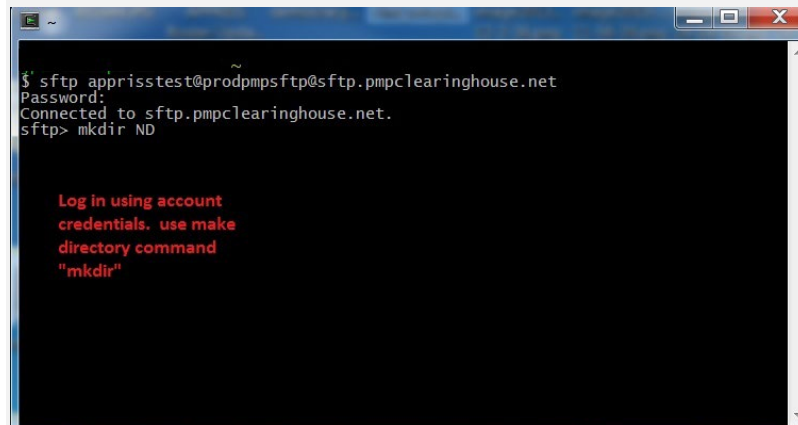 ~
~
$ sftp apprisstest@prodpmpsftp@sftp.pmpclearinghouse.net
Password:
Connected to sftp.pmpclearinghouse.net.
sftp> mkdir ND
Log in using account
credentials. use make
directory command
"mkdir"